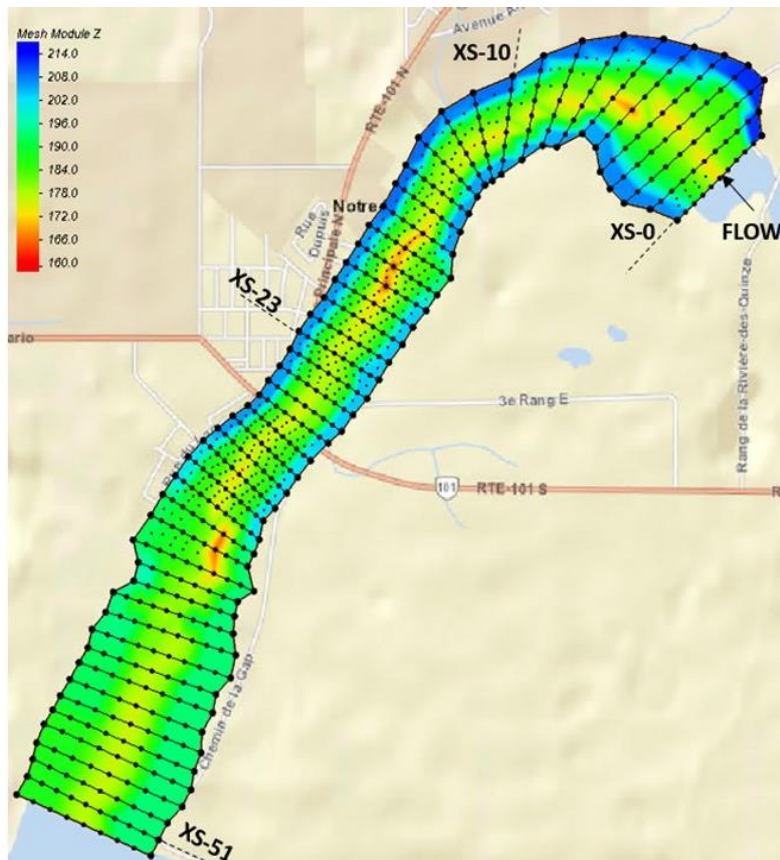 Mesh Module Z
214.0
208.0
202.0
196.0
190.0
184.0
178.0
172.0
166.0
160.0
XS-10
Avenue
RTE-101 N
Notre
Rue
Dupuis
Principale N
XS-0
FLOW
XS-23
ario
3e Rang E
Rang de la Rivière-des-Quinze
101
RTE-101 S
R
Chemin de la Gap
XS-51